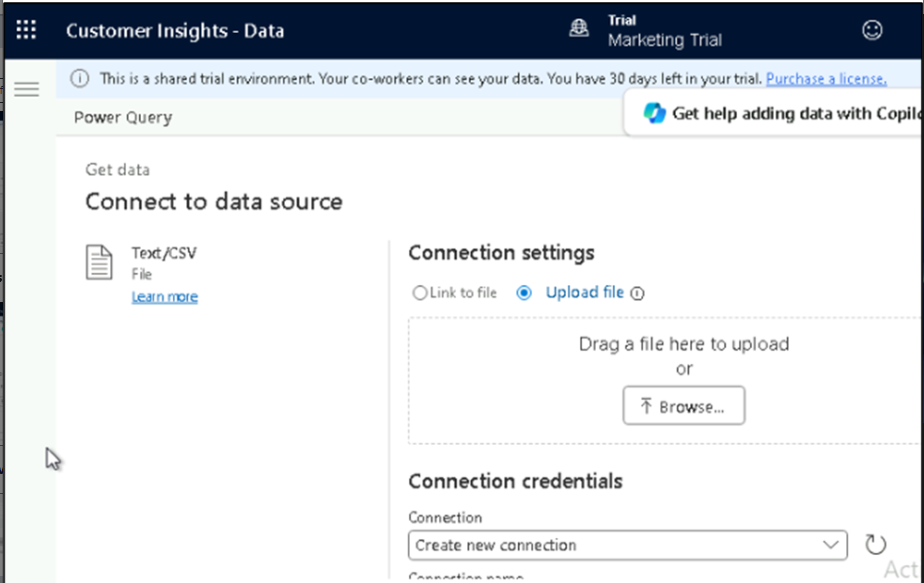 Customer Insights - Data
Trial
Marketing Trial
This is a shared trial environment. Your co-workers can see your data. You have 30 days left in your trial. Purchase a license.
Power Query
Get help adding data with Copilo
Get data
Connect to data source
Text/CSV
File
Learn more
Connection settings
Link to file
Upload file
Drag a file here to upload
or
Browse...
Connection credentials
Connection
Create new connection
Connection name
Act